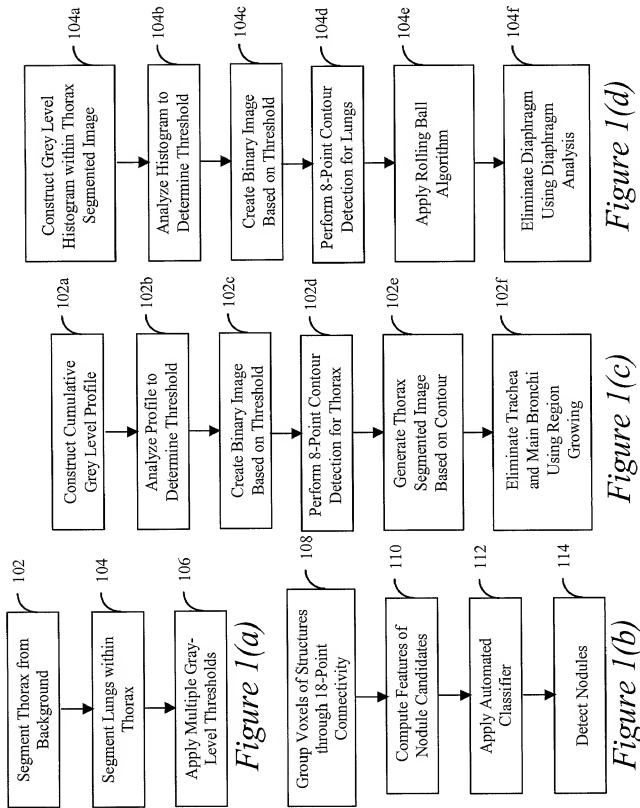 102
Segment Thorax from
Background
104
Segment Lungs within
Thorax
106
Apply Multiple Gray-
Level Thresholds
Figure 1(a)
108
Group Voxels of Structures
through 18-Point
Connectivity
110
Compute Features of
Nodule Candidates
112
Apply Automated
Classifier
114
Detect Nodules
Figure 1(b)
102a
Construct Cumulative
Grey Level Profile
102b
Analyze Profile to
Determine Threshold
102c
Create Binary Image
Based on Threshold
102d
Perform 8-Point Contour
Detection for Thorax
102e
Generate Thorax
Segmented Image
Based on Contour
102f
Eliminate Trachea
and Main Bronchi
Using Region
Growing
Figure 1(c)
104a
Construct Grey Level
Histogram within Thorax
Segmented Image
104b
Analyze Histogram to
Determine Threshold
104c
Create Binary Image
Based on Threshold
104d
Perform 8-Point Contour
Detection for Lungs
104e
Apply Rolling Ball
Algorithm
104f
Eliminate Diaphragm
Using Diaphragm
Analysis
Figure 1(d)